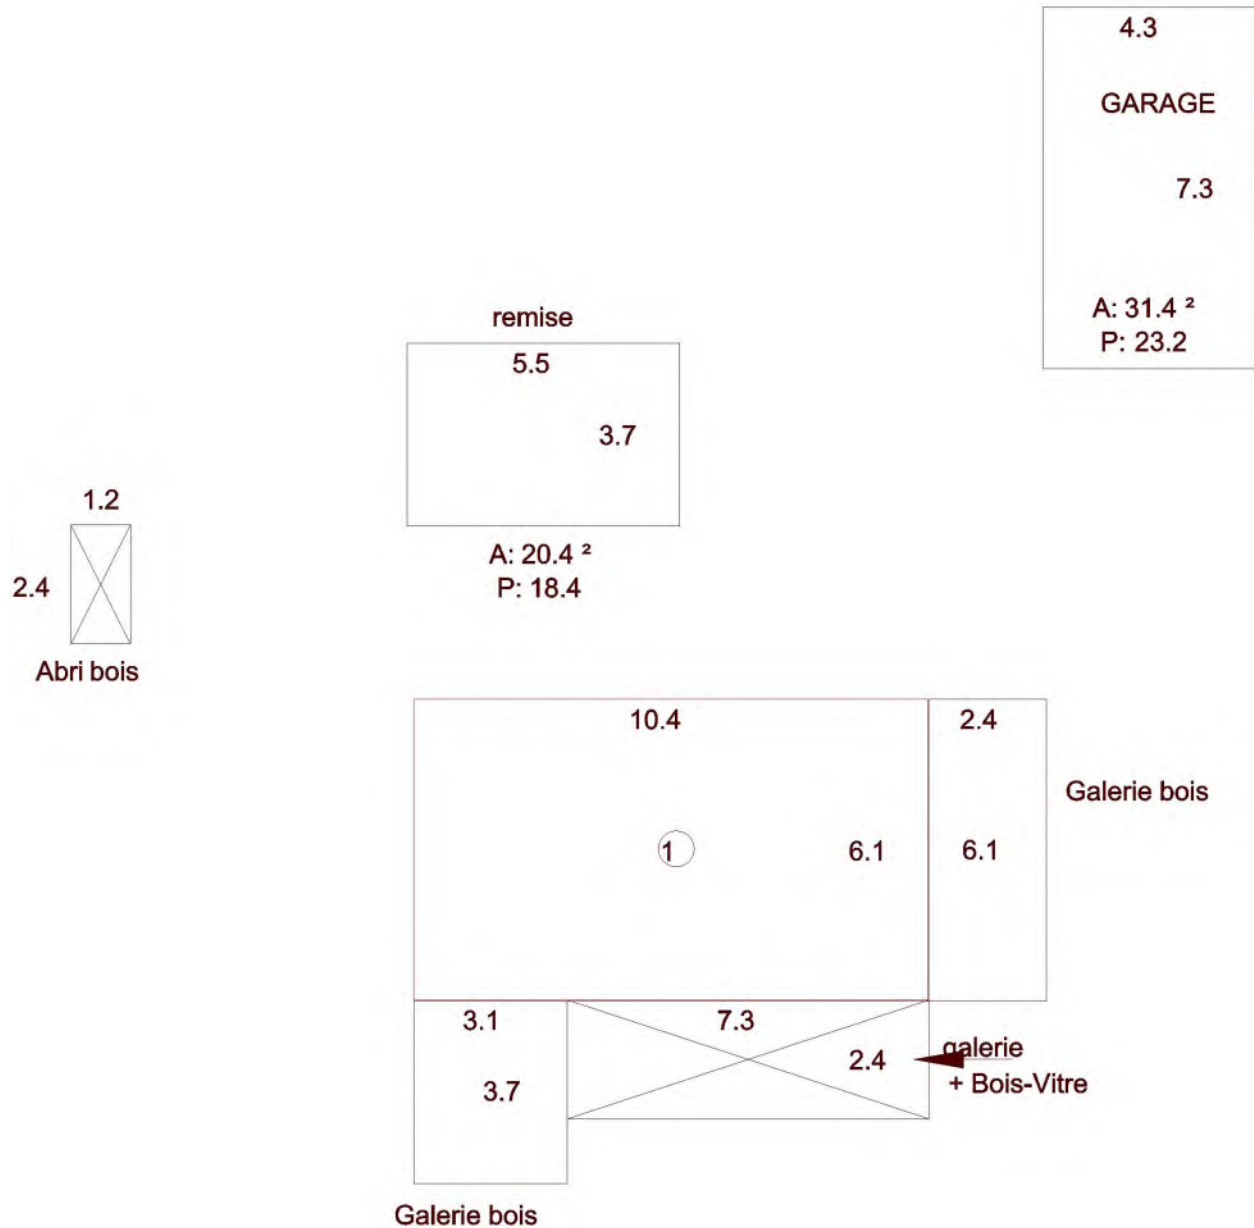 4.3
GARAGE
7.3
A: 31.4 ²
P: 23.2
remise
5.5
3.7
A: 20.4 ²
P: 18.4
1.2
2.4
Abri bois
10.4
2.4
Galerie bois
1
6.1
6.1
3.1
7.3
galerie
2.4
+ Bois-Vitre
3.7
Galerie bois